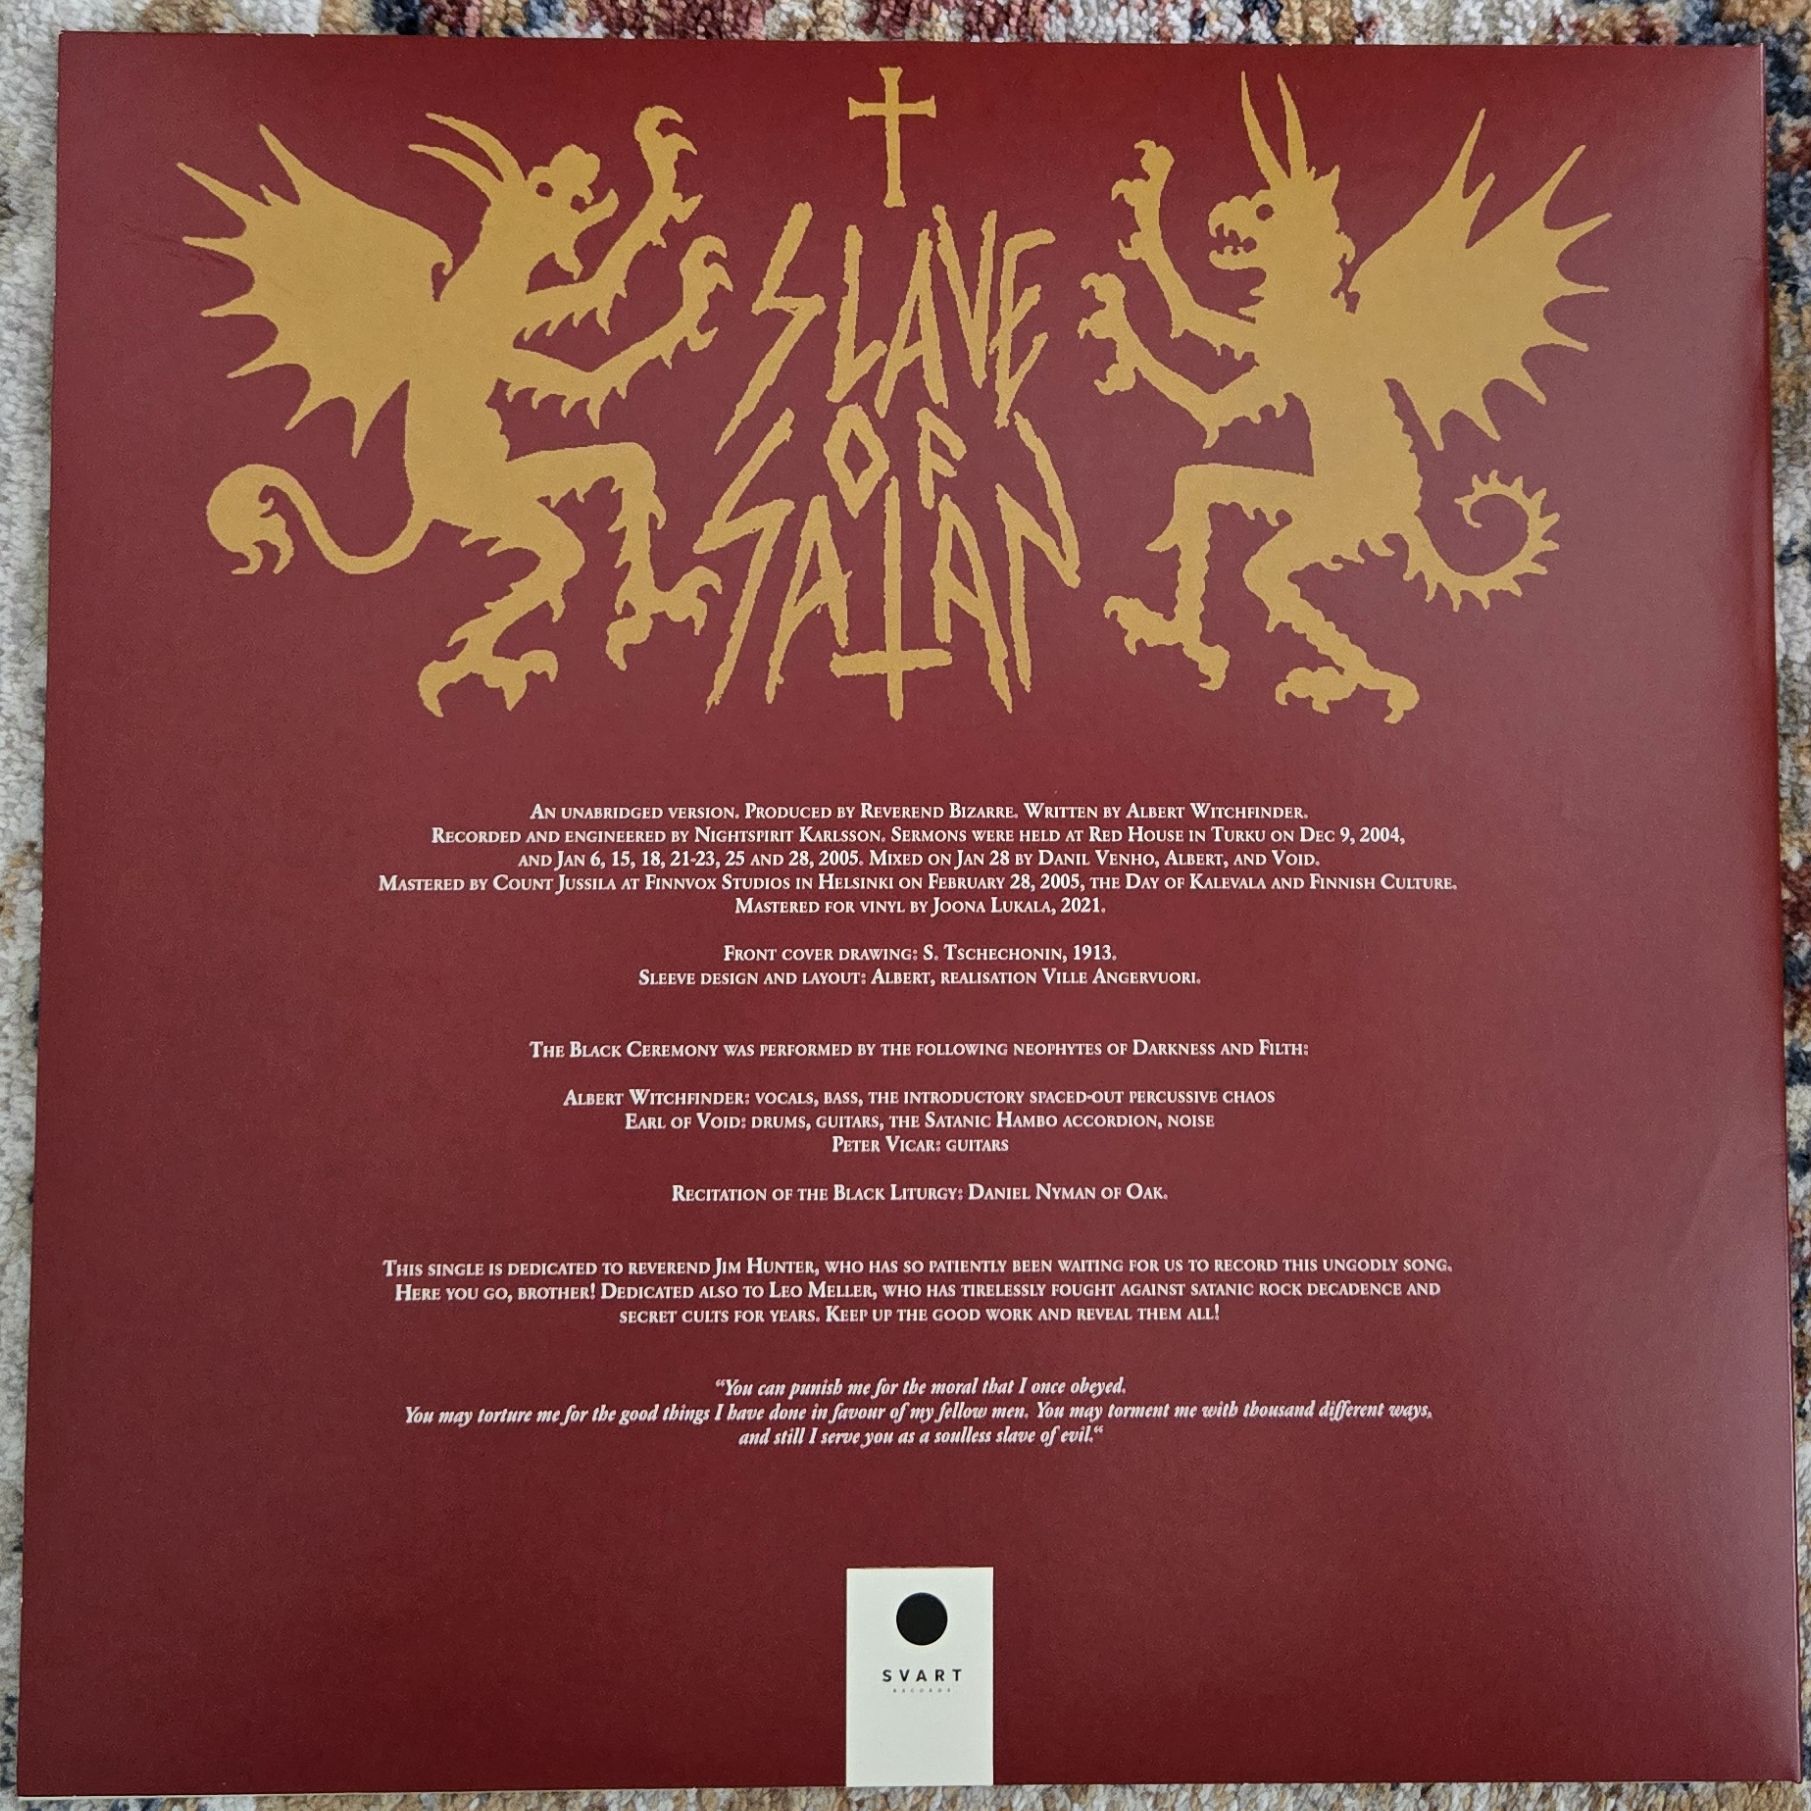 SLAVE
OF
SATAN
An unabridged version. Produced by Reverend Bizarre. Written by Albert Witchfinder.
Recorded and engineered by Nightspirit Karlsson. Sermons were held at Red House in Turku on Dec 9, 2004,
and Jan 6, 15, 18, 21-23, 25 and 28, 2005. Mixed on Jan 28 by Danil Venho, Albert, and Void.
Mastered by Count Jussila at Finnvox Studios in Helsinki on February 28, 2005, the Day of Kalevala and Finnish Culture.
Mastered for vinyl by Joona Lukala, 2021.
Front cover drawing: S. Tschechonin, 1913.
Sleeve design and layout: Albert, realisation Ville Angervuori.
The Black Ceremony was performed by the following neophytes of Darkness and Filth:
Albert Witchfinder: vocals, bass, the introductory spaced-out percussive chaos
Earl of Void: drums, guitars, the Satanic Hambo accordion, noise
Peter Vicar: guitars
Recitation of the Black Liturgy: Daniel Nyman of Oak.
This single is dedicated to reverend Jim Hunter, who has so patiently been waiting for us to record this ungodly song.
Here you go, brother! Dedicated also to Leo Meller, who has tirelessly fought against satanic rock decadence and
secret cults for years. Keep up the good work and reveal them all!
“You can punish me for the moral that I once obeyed.
You may torture me for the good things I have done in favour of my fellow men. You may torment me with thousand different ways,
and still I serve you as a soulless slave of evil.“
SVART
RECORDS